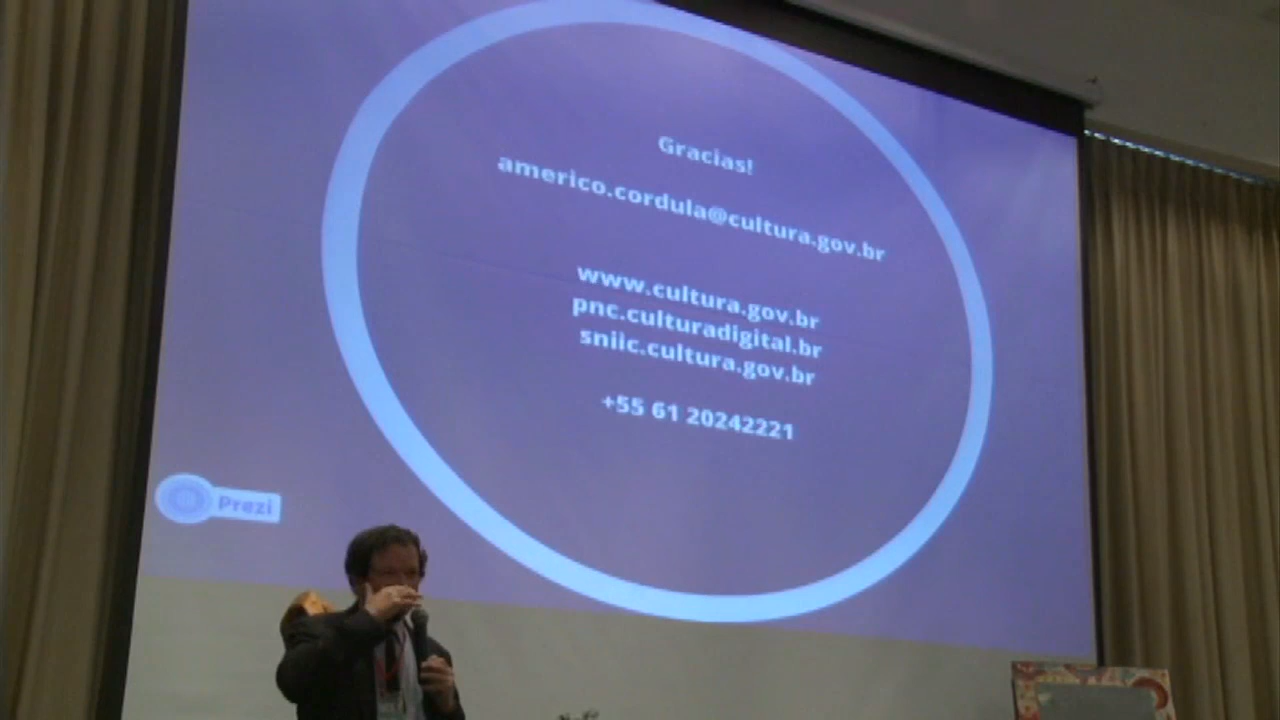 Gracias!
americo.cordula@cultura.gov.br
www.cultura.gov.br
pnc.culturadigital.br
sniic.cultura.gov.br
+55 61 20242221
Prezi